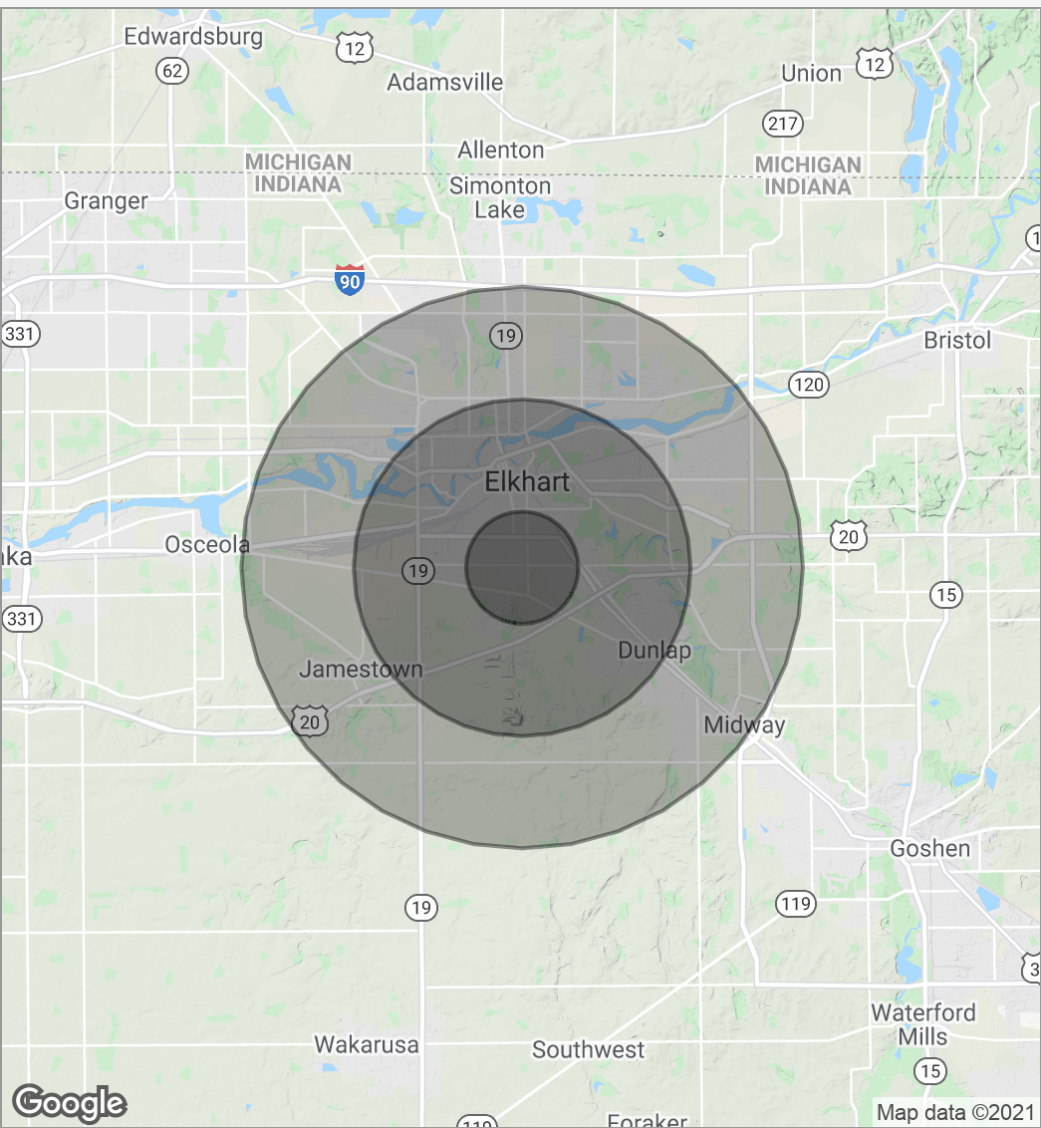 Edwardsburg
12
62
Adamsville
Union
12
217
Allenton
MICHIGAN
INDIANA
MICHIGAN
INDIANA
Simonton
Lake
Granger
90
331
19
Bristol
120
Elkhart
20
Osceola
19
15
331
Dunlap
Jamestown
20
Midway
Goshen
19
119
Waterford
Mills
Wakarusa
Southwest
15
Google
Map data ©2021
Foraker